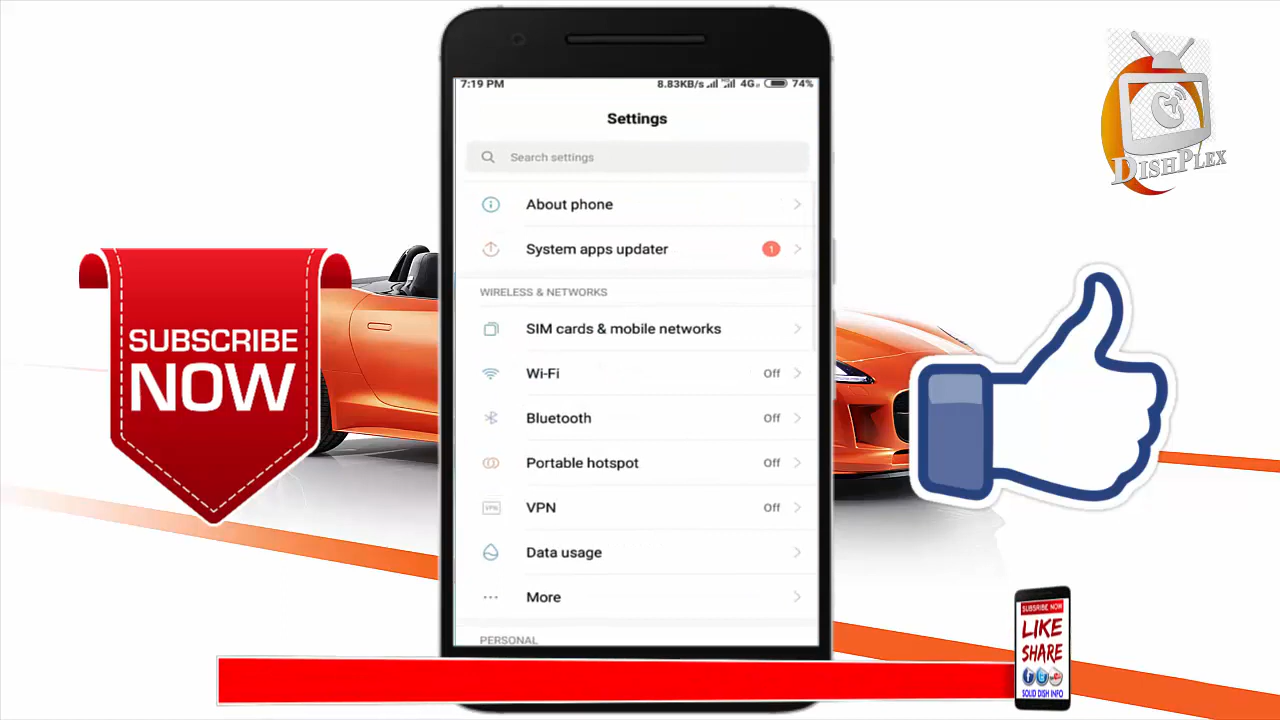 7:19 PM
8.83KB/s 4G 74%
Settings
Search settings
About phone
System apps updater
1
WIRELESS & NETWORKS
SIM cards & mobile networks
Wi-Fi
Off
Bluetooth
Off
Portable hotspot
Off
VPN
VPN
Off
Data usage
More
PERSONAL
DISHPLEX
SUBSCRIBE
NOW
SUBSRIBE NOW
LIKE
SHARE
SOLID DISH INFO